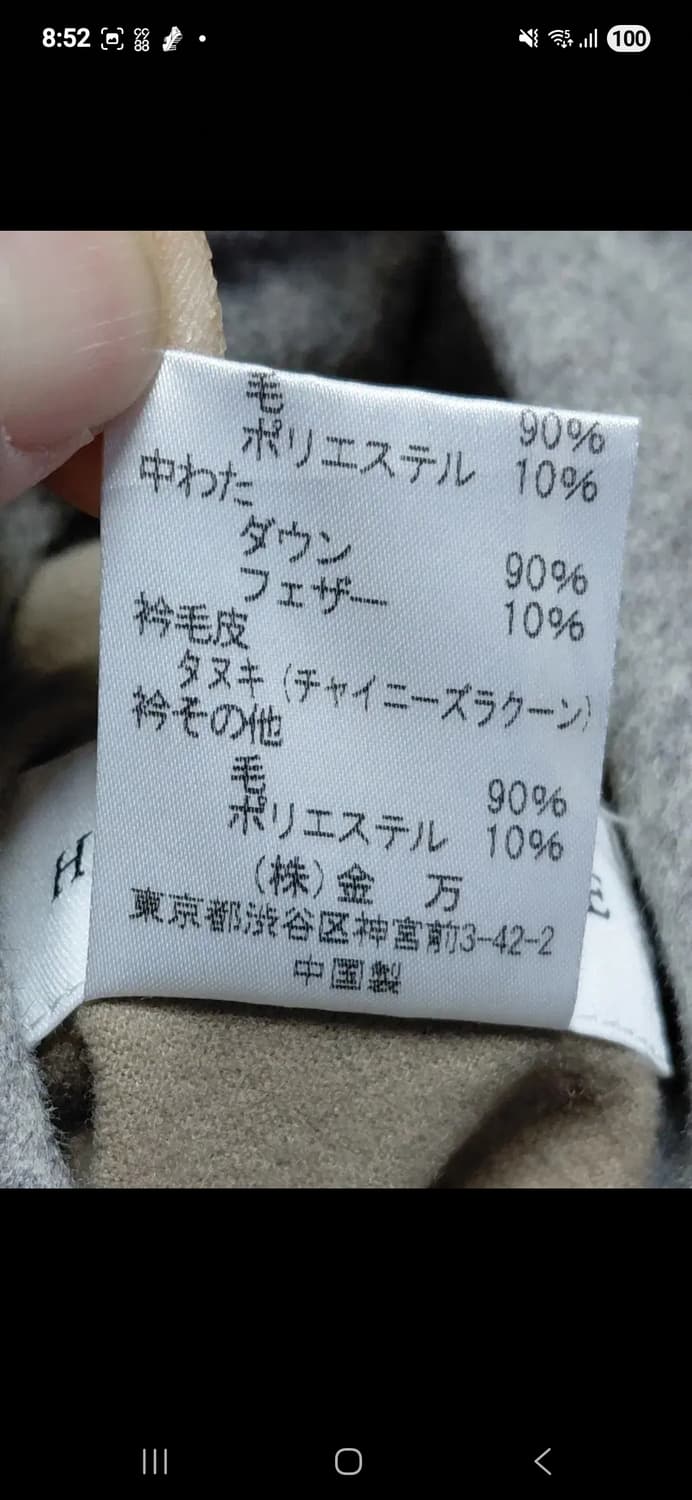 8:52
100
毛 90%
ポリエステル 10%
中わた
ダウン 90%
フェザー 10%
衿毛皮
タヌキ (チャイニーズラクーン)
衿その他
毛 90%
ポリエステル 10%
(株) 金 万
東京都渋谷区神宮前3-42-2
中国製
H
E